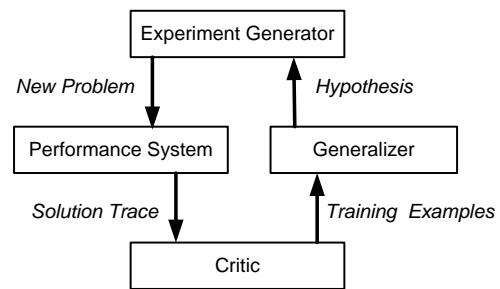 Experiment Generator
New Problem
Hypothesis
Performance System
Generalizer
Solution Trace
Training Examples
Critic